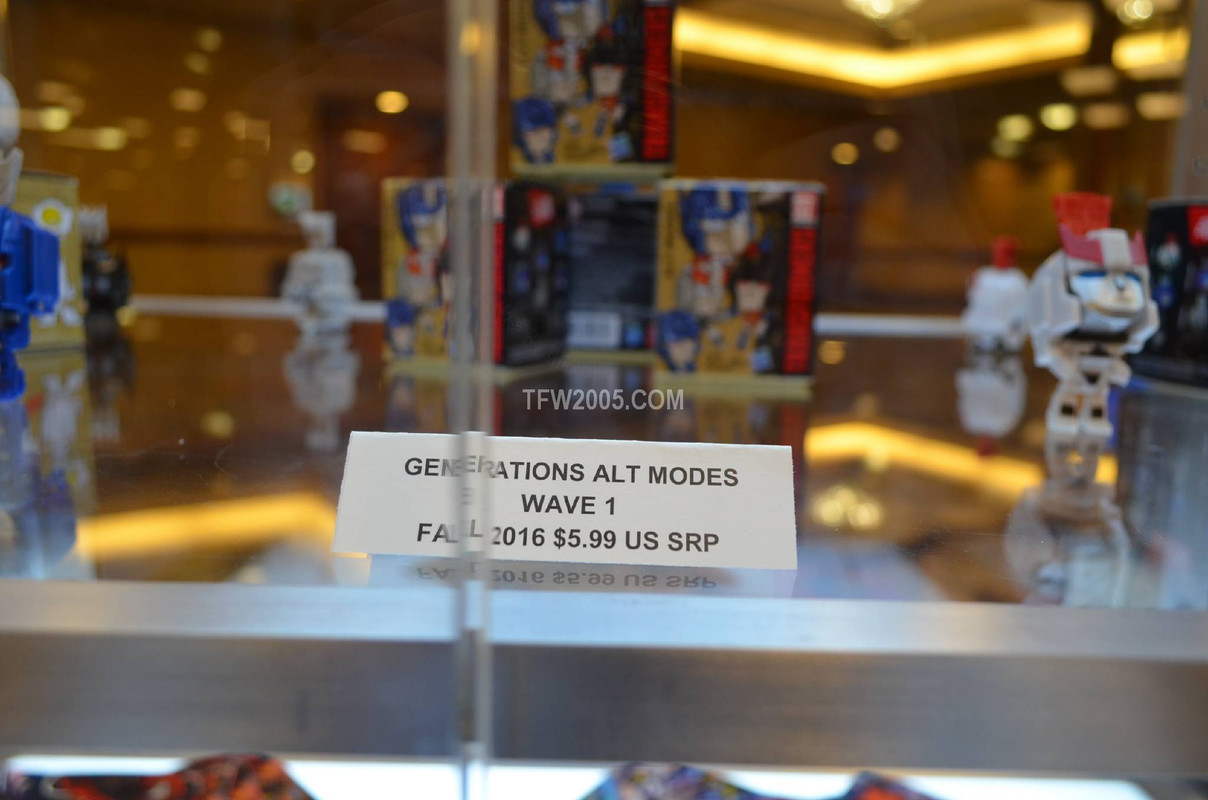 TFW2005.COM
GENERATIONS ALT MODES
WAVE 1
FALL 2016 $5.99 US SRP